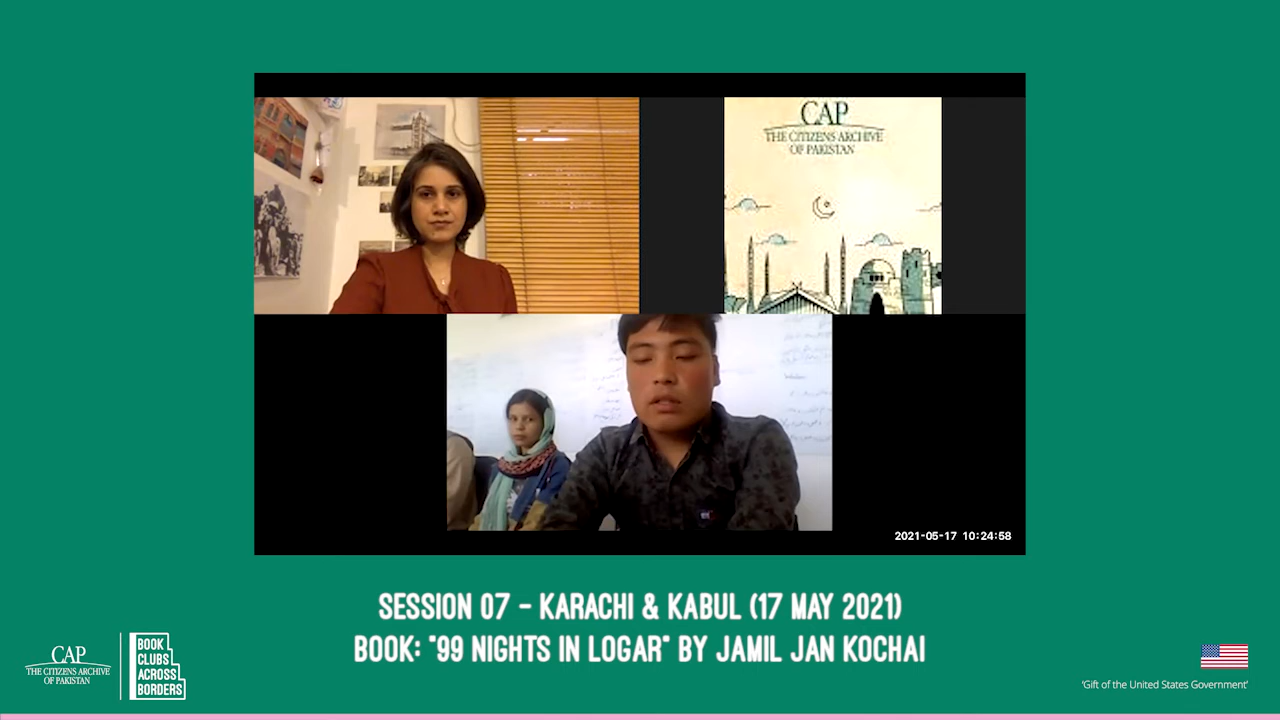 CAP
THE CITIZENS ARCHIVE
OF PAKISTAN
2021-05-17 10:24:58
SESSION 07 - KARACHI & KABUL (17 MAY 2021)
BOOK: "99 NIGHTS IN LOGAR" BY JAMIL JAN KOCHAI
CAP
THE CITIZENS ARCHIVE
OF PAKISTAN
BOOK
CLUBS
ACROSS
BORDERS
'Gift of the United States Government'